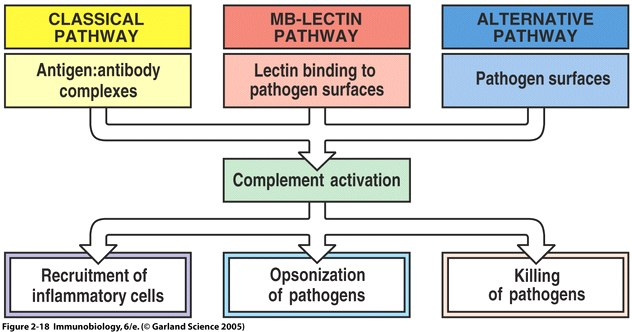 CLASSICAL
PATHWAY
MB-LECTIN
PATHWAY
ALTERNATIVE
PATHWAY
Antigen:antibody
complexes
Lectin binding to
pathogen surfaces
Pathogen surfaces
Complement activation
Recruitment of
inflammatory cells
Opsonization
of pathogens
Killing
of pathogens
Figure 2-18 Immunobiology, 6/e. (© Garland Science 2005)